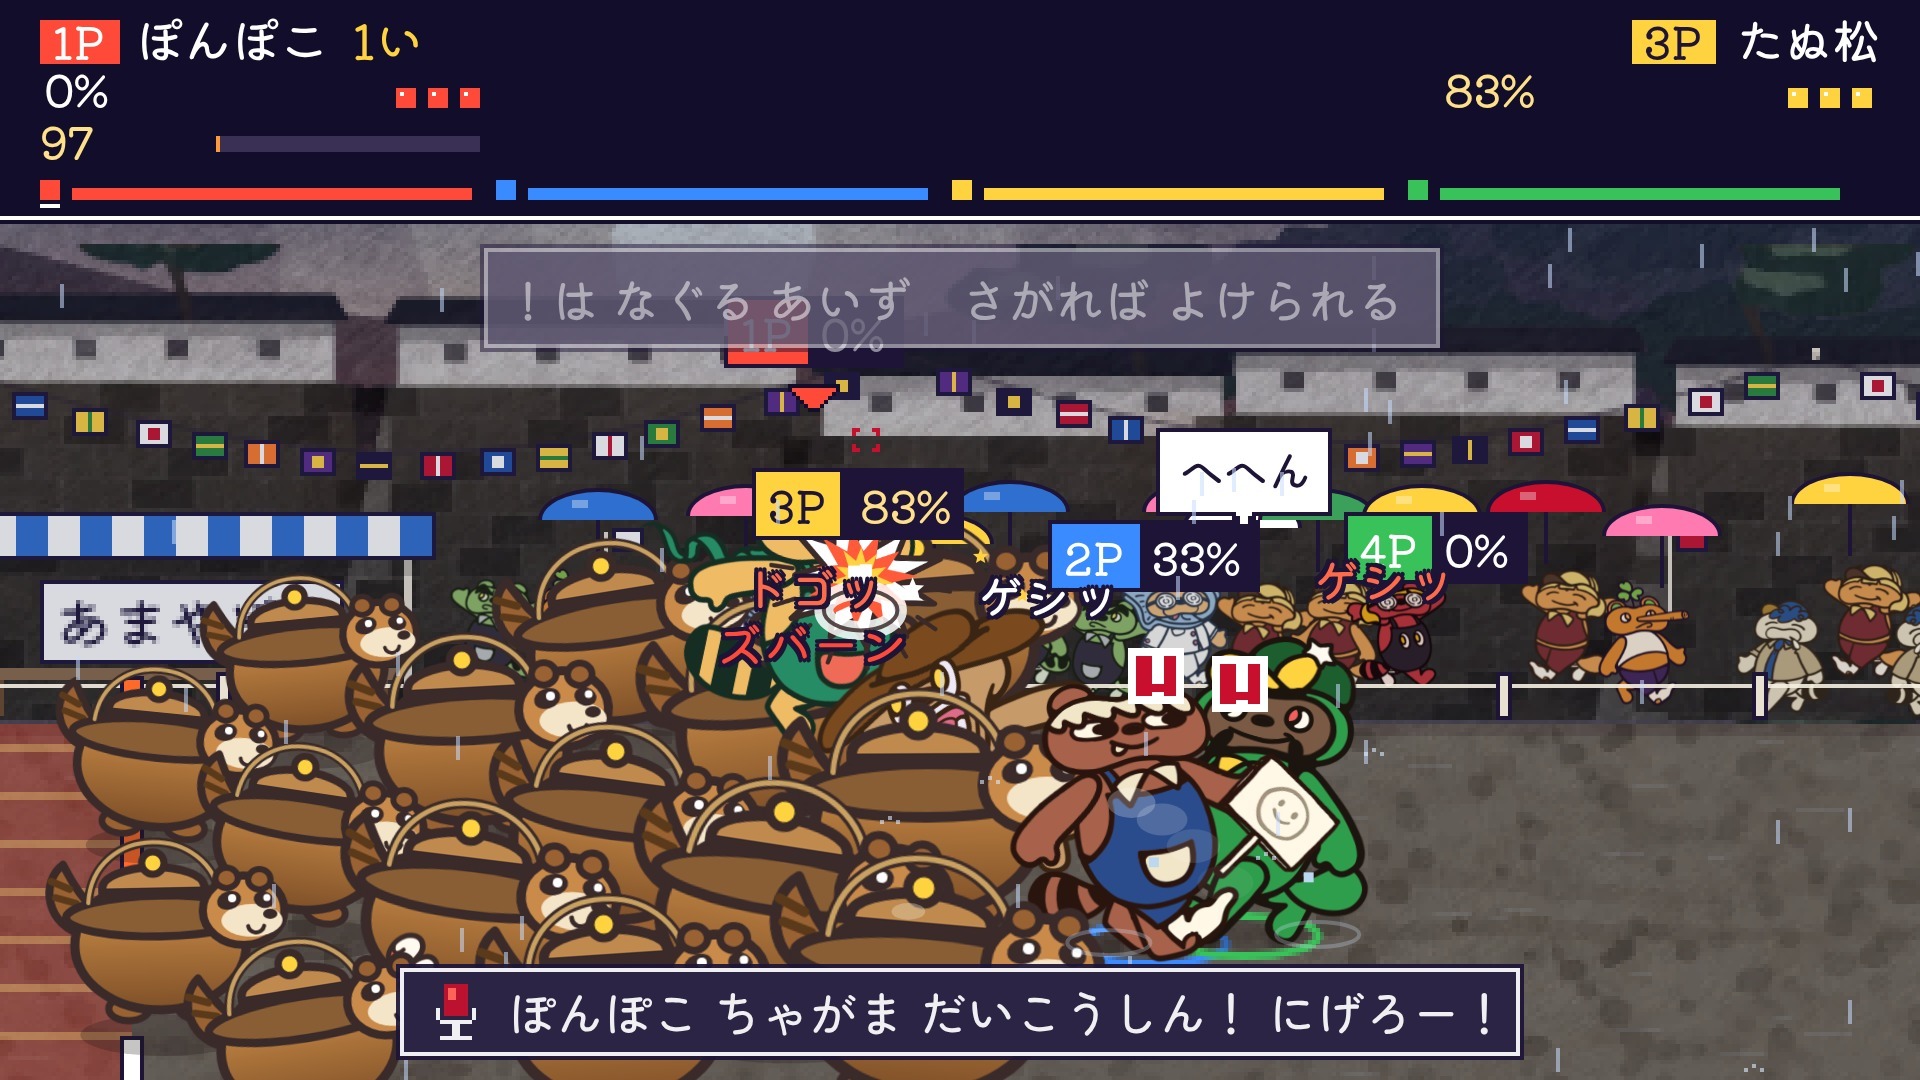 1P ぽんぽこ 1い
0%
97
3P たぬ松
83%
！は なぐる あいず　さがれば よけられる
1P 0%
へへん
3P 83%
2P 33%
4P 0%
ドゴッ
ゲシッ
ゲシッ
ズバーン
あまや
ぽんぽこ ちゃがま だいこうしん！ にげろー！